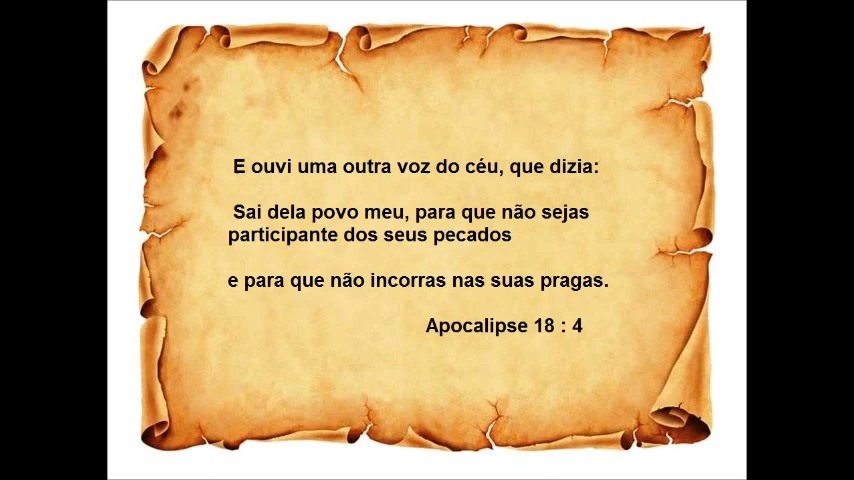 E ouvi uma outra voz do céu, que dizia:
Sai dela povo meu, para que não sejas
participante dos seus pecados
e para que não incorras nas suas pragas.
Apocalipse 18 : 4